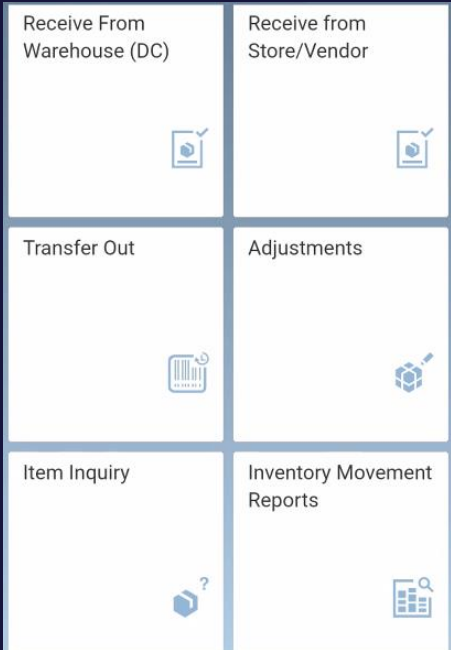 Receive From
Warehouse (DC)
Receive from
Store/Vendor
Transfer Out
Adjustments
Item Inquiry
?
Inventory Movement
Reports